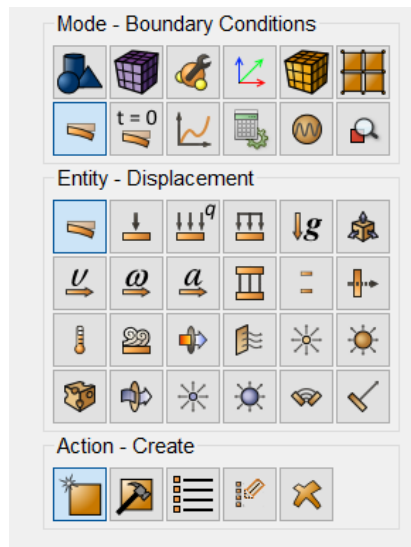 Mode - Boundary Conditions
t = 0
Entity - Displacement
q
g
υ ω a
Action - Create